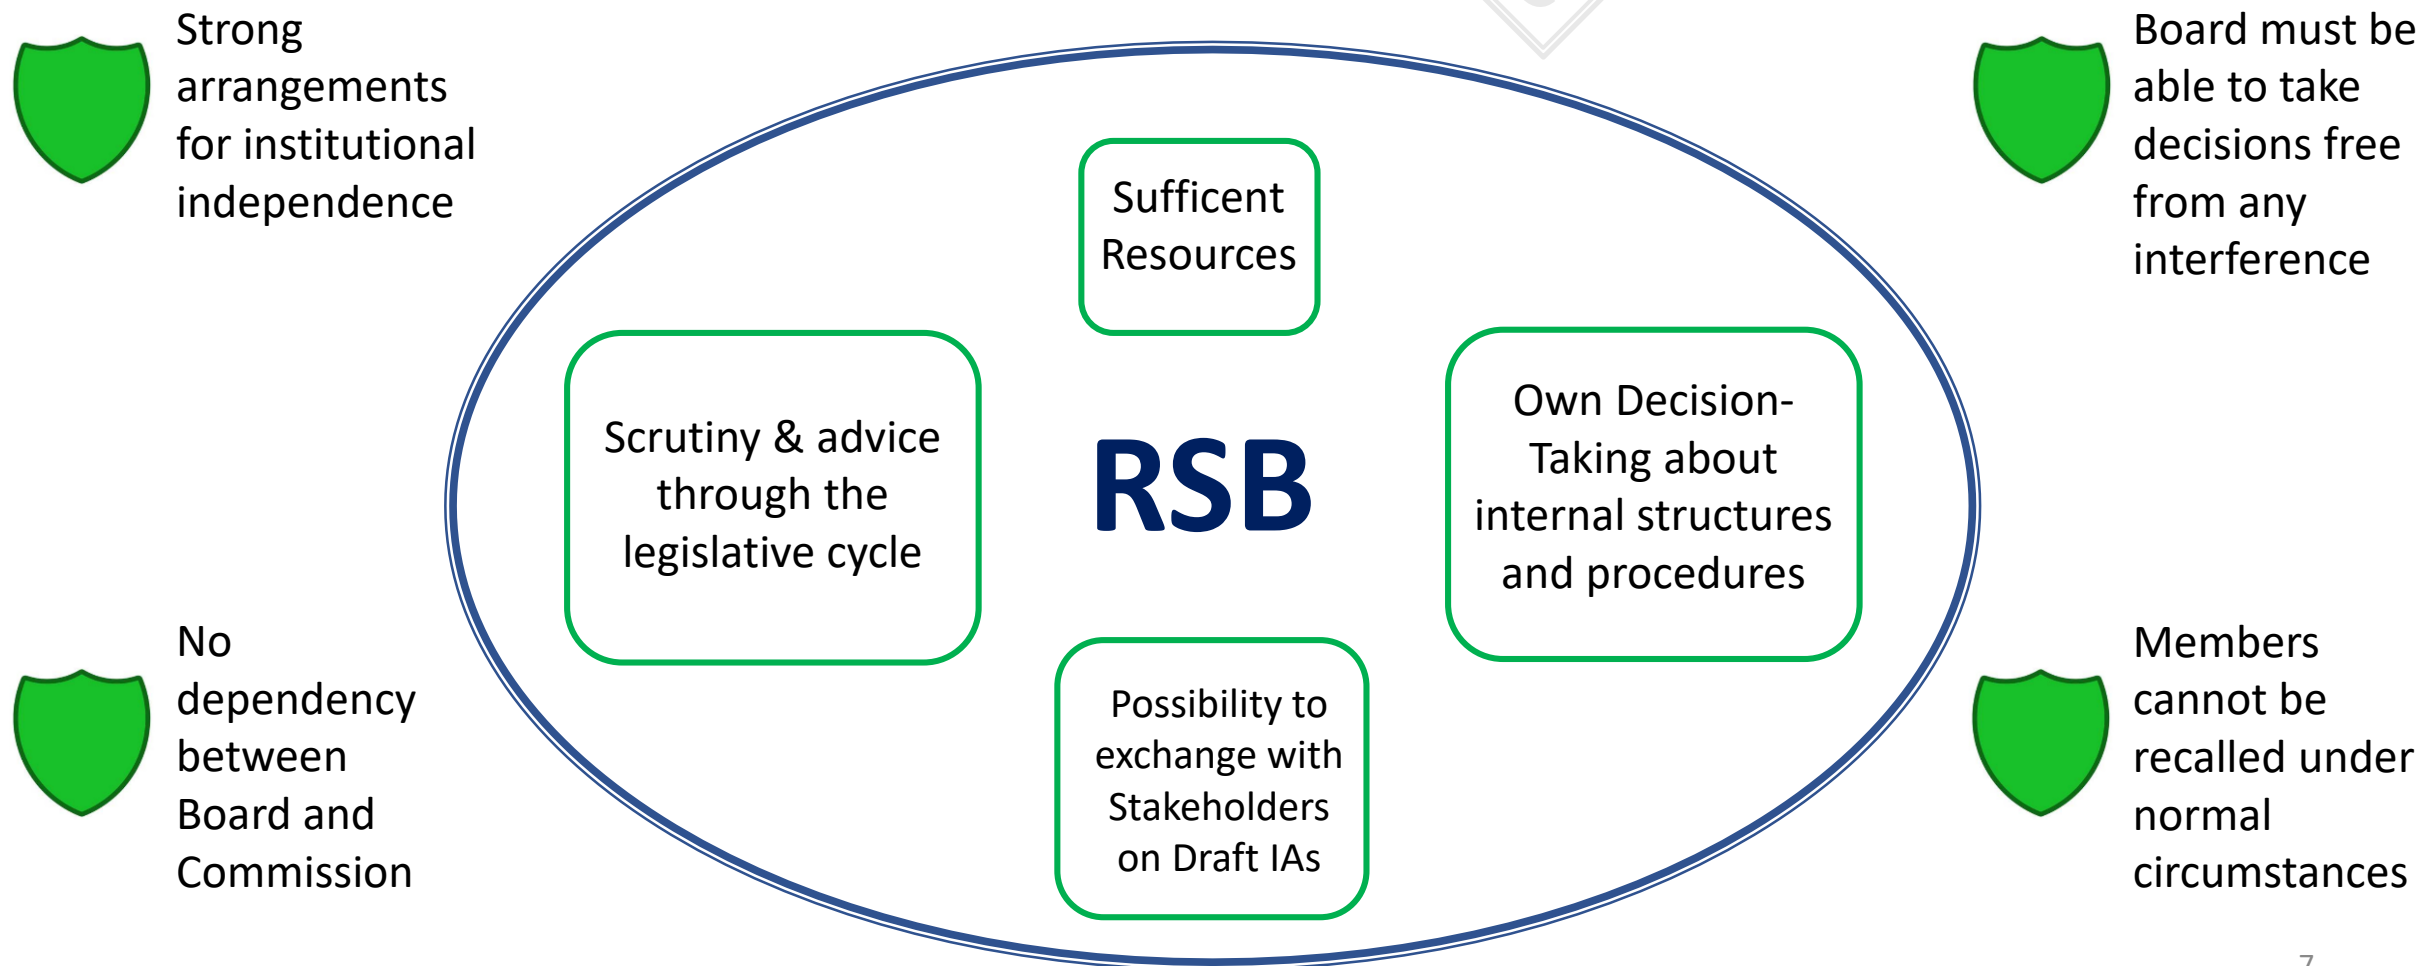 Strong
arrangements
for institutional
independence
Board must be
able to take
decisions free
from any
interference
Sufficent
Resources
Scrutiny & advice
through the
legislative cycle
RSB
Own Decision-
Taking about
internal structures
and procedures
Possibility to
exchange with
Stakeholders
on Draft IAs
No
dependency
between
Board and
Commission
Members
cannot be
recalled under
normal
circumstances
7